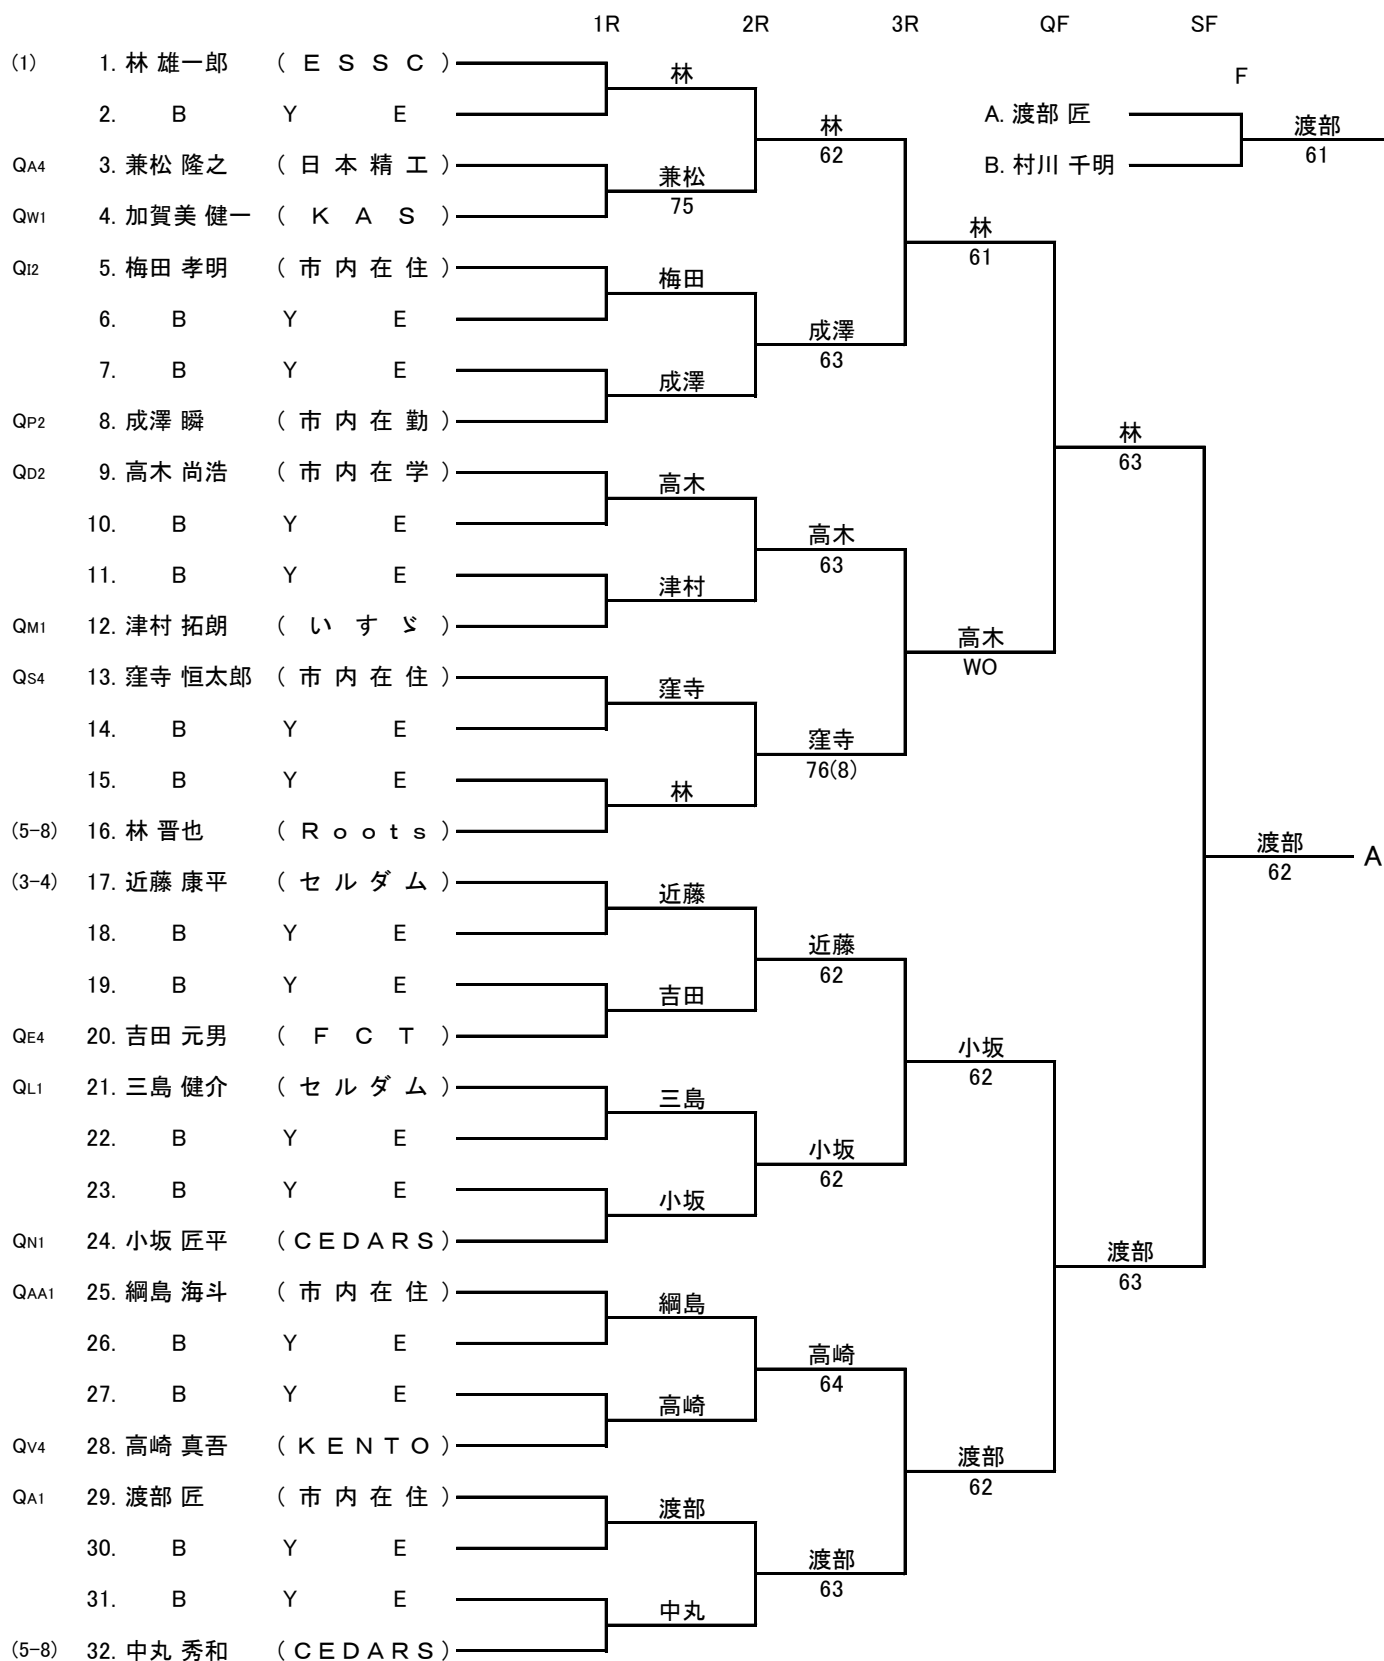 1R 2R 3R QF SF
(1) 1. 林 雄一郎 (ESSC)
林
F
2. B Y E
A. 渡部 匠
渡部
林
62
61
QA4 3. 兼松 隆之 (日本精工)
B. 村川 千明
兼松
75
QW1 4. 加賀美 健一 (KAS)
林
61
QI2 5. 梅田 孝明 (市内在住)
梅田
6. B Y E
成澤
63
7. B Y E
成澤
QP2 8. 成澤 瞬 (市内在勤)
林
63
QD2 9. 高木 尚浩 (市内在学)
高木
10. B Y E
高木
63
11. B Y E
津村
QM1 12. 津村 拓朗 (いすゞ)
高木
WO
QS4 13. 窪寺 恒太郎 (市内在住)
窪寺
14. B Y E
窪寺
76(8)
15. B Y E
林
(5-8) 16. 林 晋也 (Roots)
渡部 A
62
(3-4) 17. 近藤 康平 (セルダム)
近藤
18. B Y E
近藤
62
19. B Y E
吉田
QE4 20. 吉田 元男 (FCT)
小坂
62
QL1 21. 三島 健介 (セルダム)
三島
22. B Y E
小坂
62
23. B Y E
小坂
QN1 24. 小坂 匠平 (CEDARS)
渡部
63
QAA1 25. 綱島 海斗 (市内在住)
綱島
26. B Y E
高崎
64
27. B Y E
高崎
QV4 28. 高崎 真吾 (KENTO)
渡部
62
QA1 29. 渡部 匠 (市内在住)
渡部
30. B Y E
渡部
63
31. B Y E
中丸
(5-8) 32. 中丸 秀和 (CEDARS)